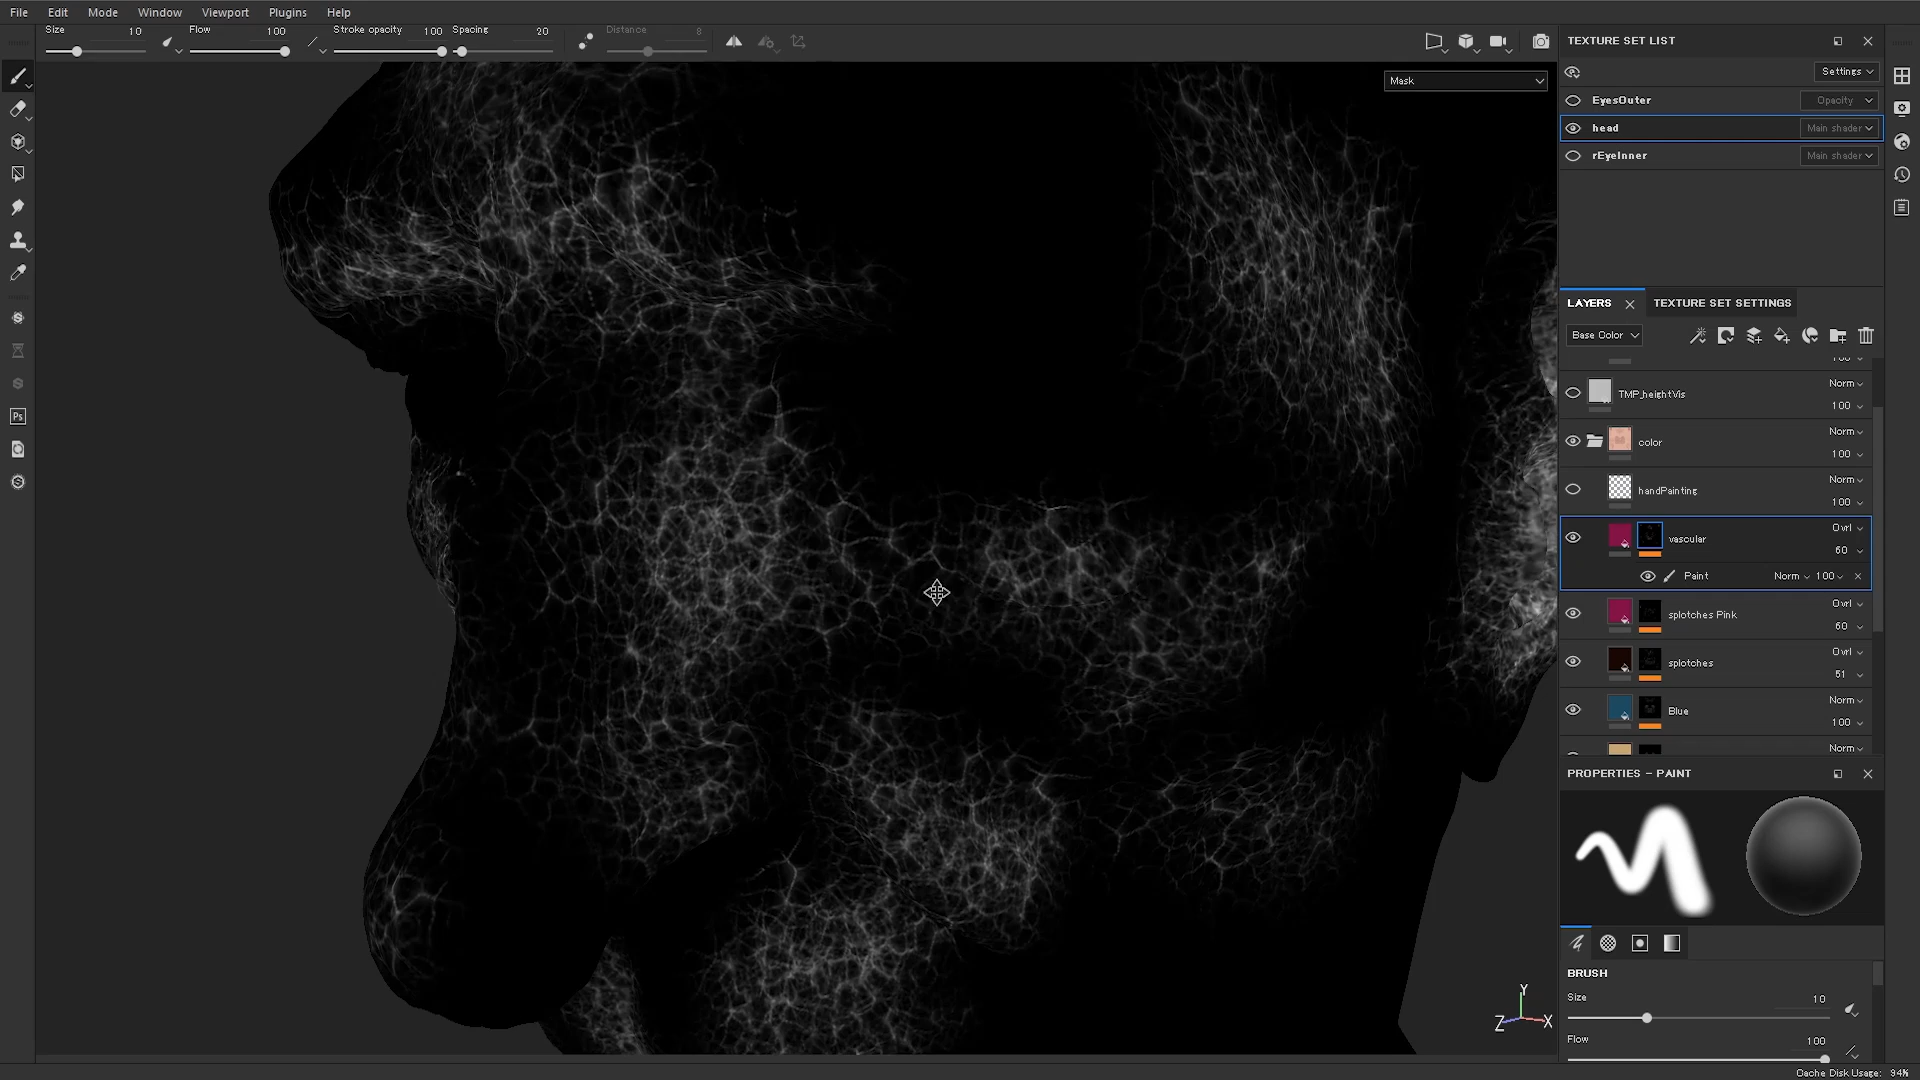 File Edit Mode Window Viewport Plugins Help
Size 10 Flow 100 Stroke opacity 100 Spacing 20 Distance 8
Mask
TEXTURE SET LIST
Settings
EyesOuter Opacity
head Main shader
rEyeInner Main shader
LAYERS TEXTURE SET SETTINGS
Base Color
TMP_heightVis Norm 100
color Norm 100
handPainting Norm 100
vascular Ovrl 60
Paint Norm 100
splotches Pink Ovrl 60
splotches Ovrl 51
Blue Norm 100
Norm
PROPERTIES - PAINT
BRUSH
Size 10
Flow 100
Y
Z X
Ps
Cache Disk Usage: 94%